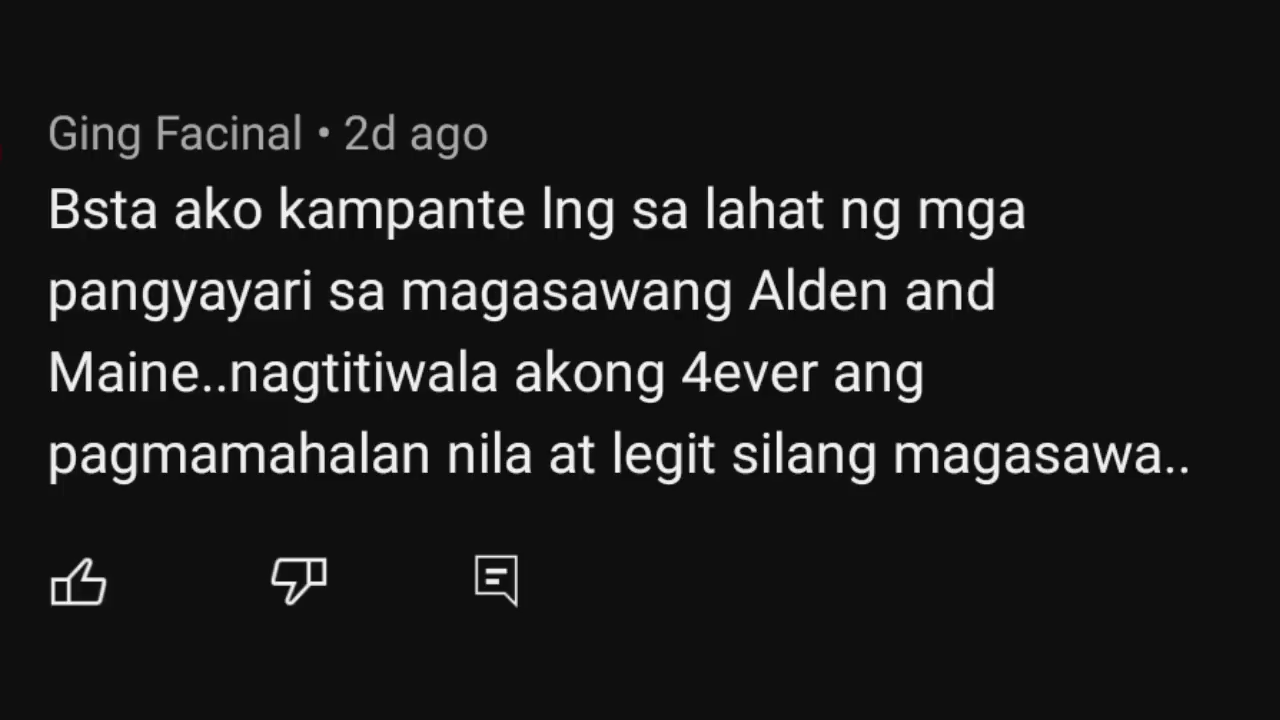 Ging Facinal • 2d ago
Bsta ako kampante lng sa lahat ng mga
pangyayari sa magasawang Alden and
Maine..nagtitiwala akong 4ever ang
pagmamahalan nila at legit silang magasawa..